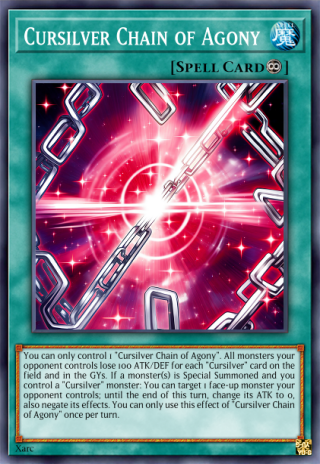 CURSILVER CHAIN OF AGONY
魔
[SPELL CARD]
You can only control 1 "Cursilver Chain of Agony". All monsters your
opponent controls lose 100 ATK/DEF for each "Cursilver" card on the
field and in the GYs. If a monster(s) is Special Summoned and you
control a "Cursilver" monster: You can target 1 face-up monster your
opponent controls; until the end of this turn, change its ATK to 0,
also negate its effects. You can only use this effect of "Cursilver Chain
of Agony" once per turn.
Xarc